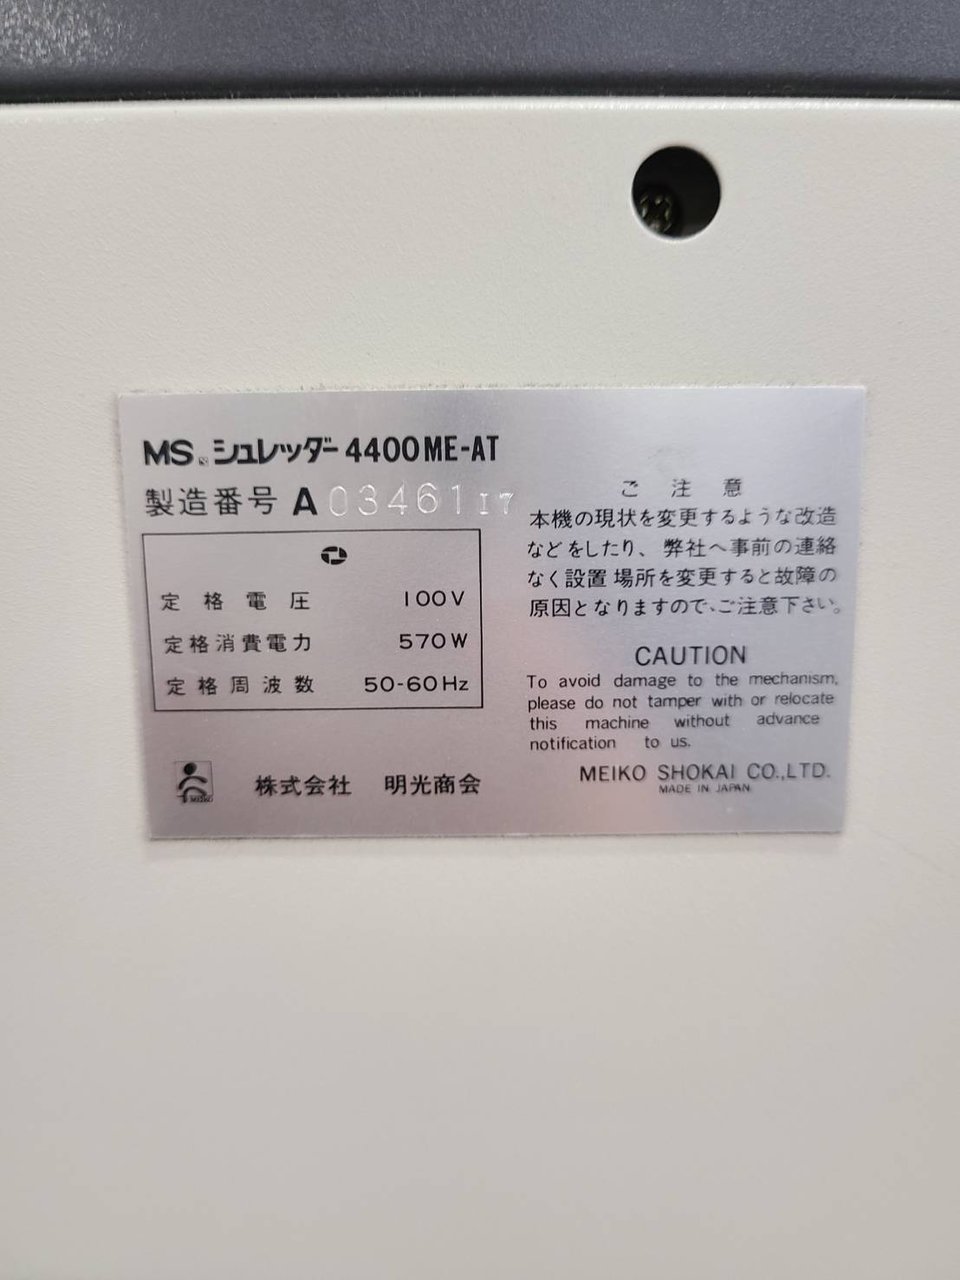 MS シュレッダー 4400ME-AT
製造番号 A 03461I7
定格電圧 100V
定格消費電力 570W
定格周波数 50-60Hz
MEIKO
株式会社 明光商会
ご注意
本機の現状を変更するような改造
などをしたり、弊社へ事前の連絡
なく設置場所を変更すると故障の
原因となりますので、ご注意下さい。
CAUTION
To avoid damage to the mechanism,
please do not tamper with or relocate
this machine without advance
notification to us.
MEIKO SHOKAI CO.,LTD.
MADE IN JAPAN